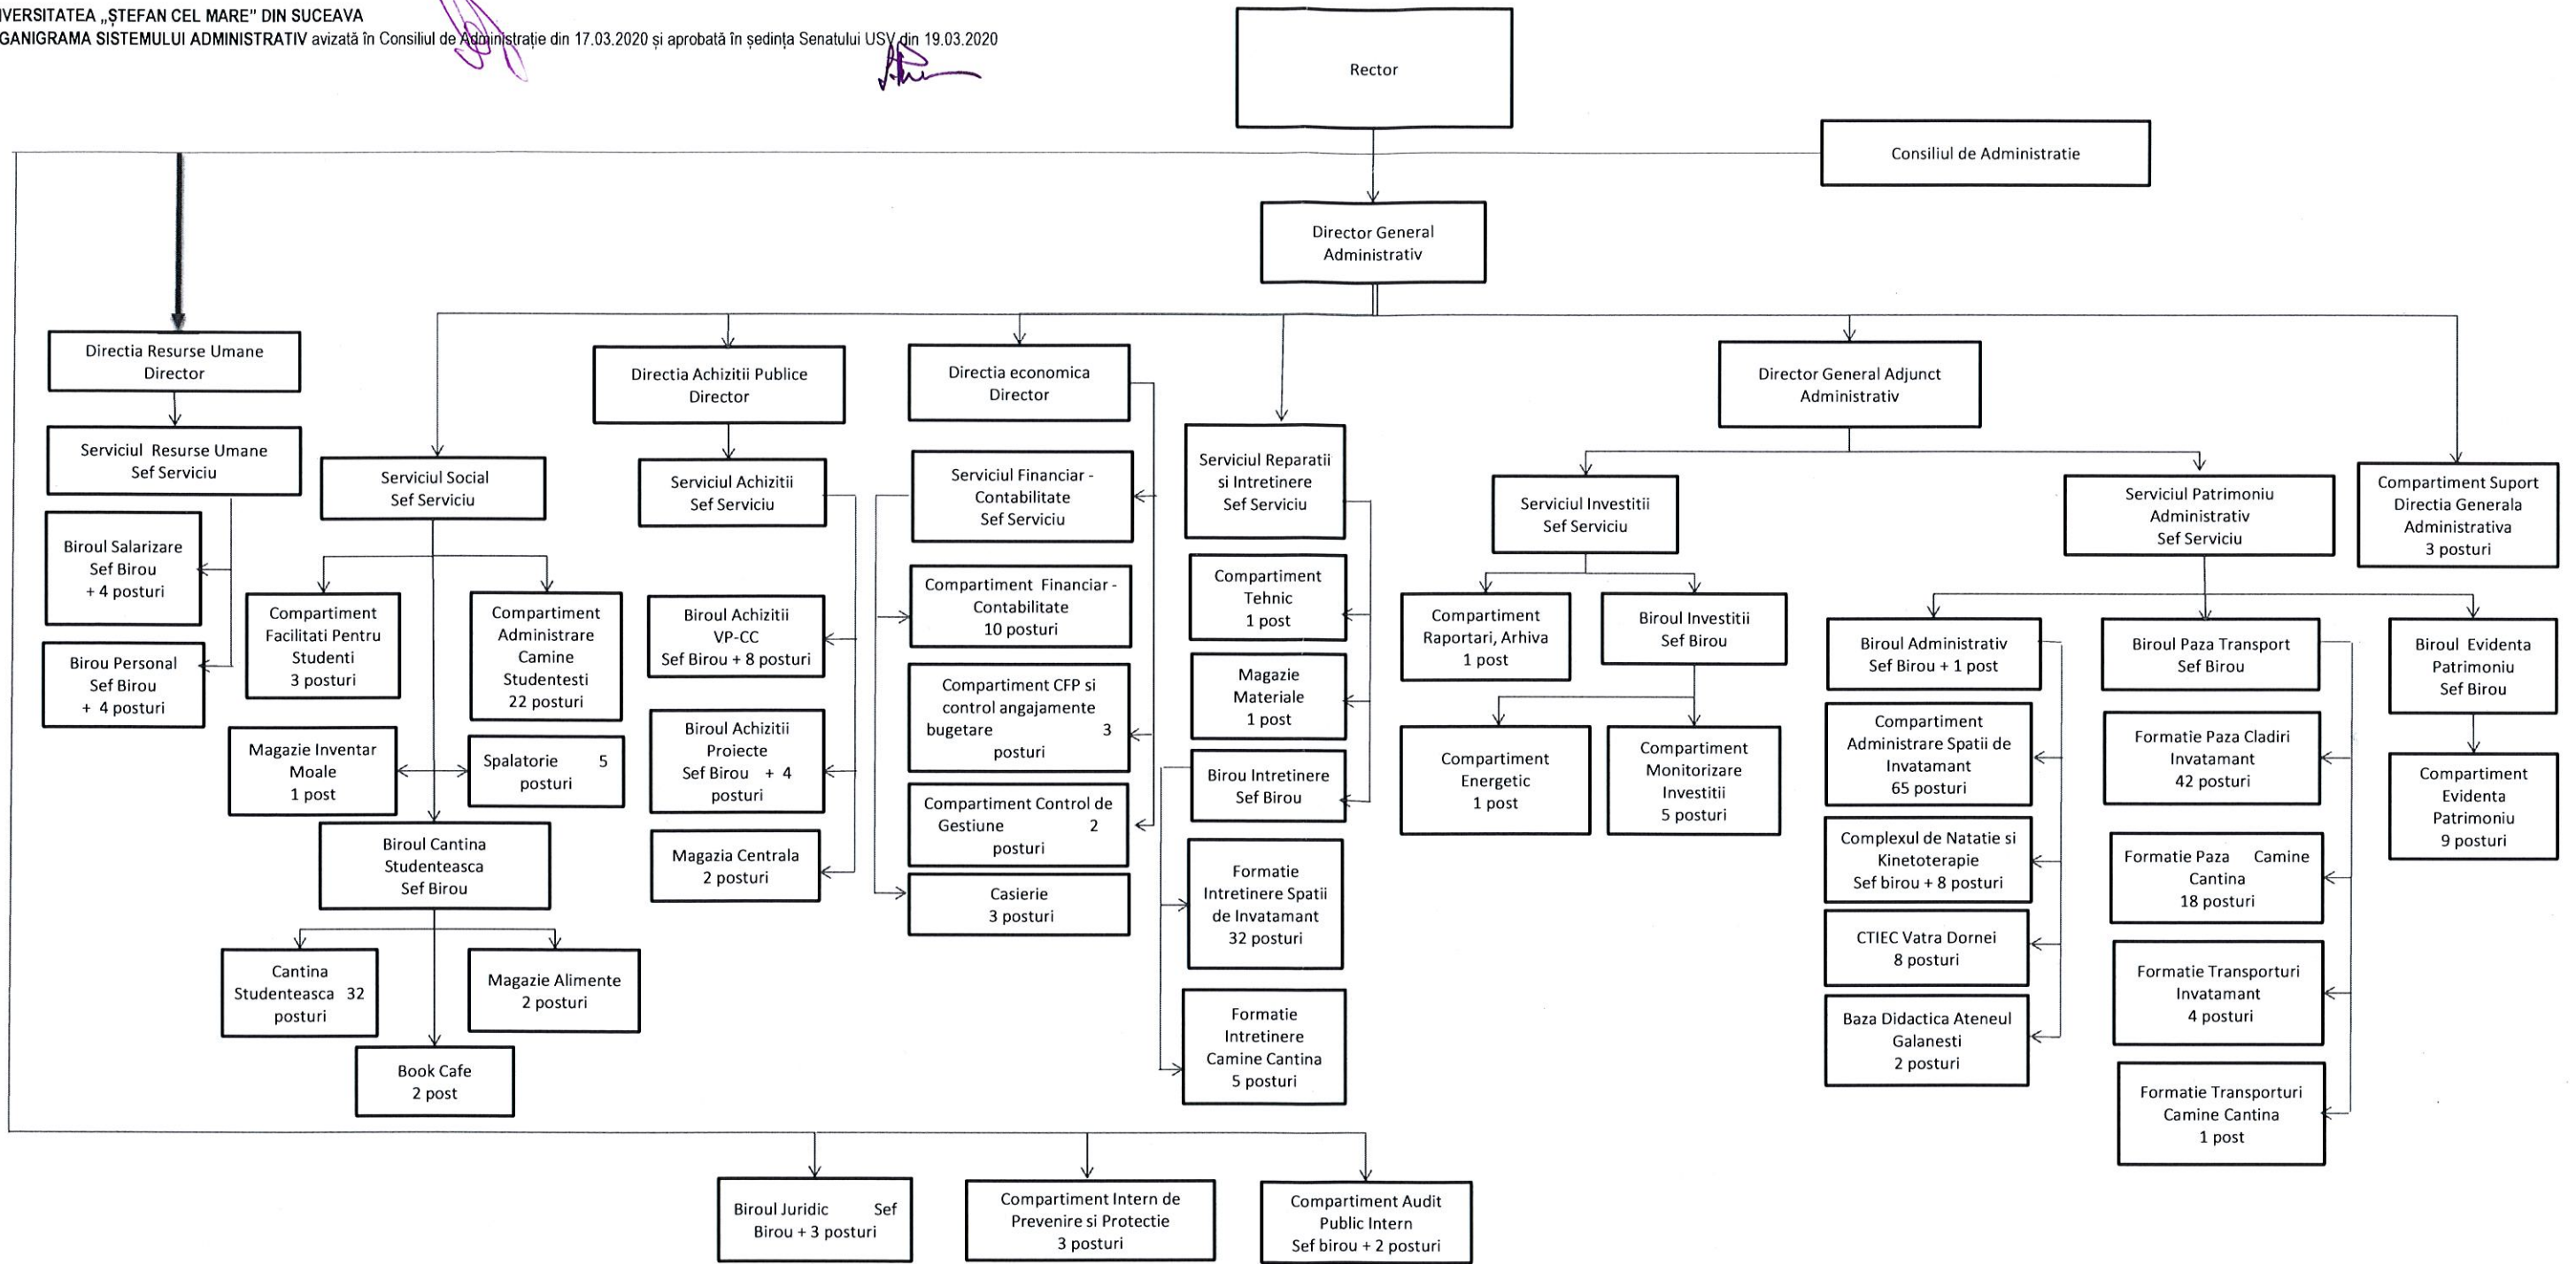 IVERSITATEA „ȘTEFAN CEL MARE” DIN SUCEAVA
GANIGRAMA SISTEMULUI ADMINISTRATIV avizată în Consiliul de Administrație din 17.03.2020 și aprobată în ședința Senatului USV din 19.03.2020
Rector
Consiliul de Administratie
Director General
Administrativ
Directia Resurse Umane
Director
Serviciul Resurse Umane
Sef Serviciu
Biroul Salarizare
Sef Birou
+ 4 posturi
Birou Personal
Sef Birou
+ 4 posturi
Serviciul Social
Sef Serviciu
Compartiment
Facilitati Pentru
Studenti
3 posturi
Compartiment
Administrare
Camine
Studentesti
22 posturi
Magazie Inventar
Moale
1 post
Spalatorie 5
posturi
Biroul Cantina
Studenteasca
Sef Birou
Cantina
Studenteasca 32
posturi
Magazie Alimente
2 posturi
Book Cafe
2 post
Directia Achizitii Publice
Director
Serviciul Achizitii
Sef Serviciu
Biroul Achizitii
VP-CC
Sef Birou + 8 posturi
Biroul Achizitii
Proiecte
Sef Birou + 4
posturi
Magazia Centrala
2 posturi
Directia economica
Director
Serviciul Financiar -
Contabilitate
Sef Serviciu
Compartiment Financiar -
Contabilitate
10 posturi
Compartiment CFP si
control angajamente
bugetare 3
posturi
Compartiment Control de
Gestiune 2
posturi
Casierie
3 posturi
Serviciul Reparatii
si Intretinere
Sef Serviciu
Compartiment
Tehnic
1 post
Magazie
Materiale
1 post
Birou Intretinere
Sef Birou
Formatie
Intretinere Spatii
de Invatamant
32 posturi
Formatie
Intretinere
Camine Cantina
5 posturi
Director General Adjunct
Administrativ
Serviciul Investitii
Sef Serviciu
Compartiment
Raportari, Arhiva
1 post
Biroul Investitii
Sef Birou
Compartiment
Energetic
1 post
Compartiment
Monitorizare
Investitii
5 posturi
Serviciul Patrimoniu
Administrativ
Sef Serviciu
Biroul Administrativ
Sef Birou + 1 post
Compartiment
Administrare Spatii de
Invatamant
65 posturi
Complexul de Natatie si
Kinetoterapie
Sef birou + 8 posturi
CTIEC Vatra Dornei
8 posturi
Baza Didactica Ateneul
Galanesti
2 posturi
Biroul Paza Transport
Sef Birou
Formatie Paza Cladiri
Invatamant
42 posturi
Formatie Paza Camine
Cantina
18 posturi
Formatie Transporturi
Invatamant
4 posturi
Formatie Transporturi
Camine Cantina
1 post
Biroul Evidenta
Patrimoniu
Sef Birou
Compartiment
Evidenta
Patrimoniu
9 posturi
Compartiment Suport
Directia Generala
Administrativa
3 posturi
Biroul Juridic Sef
Birou + 3 posturi
Compartiment Intern de
Prevenire si Protectie
3 posturi
Compartiment Audit
Public Intern
Sef birou + 2 posturi